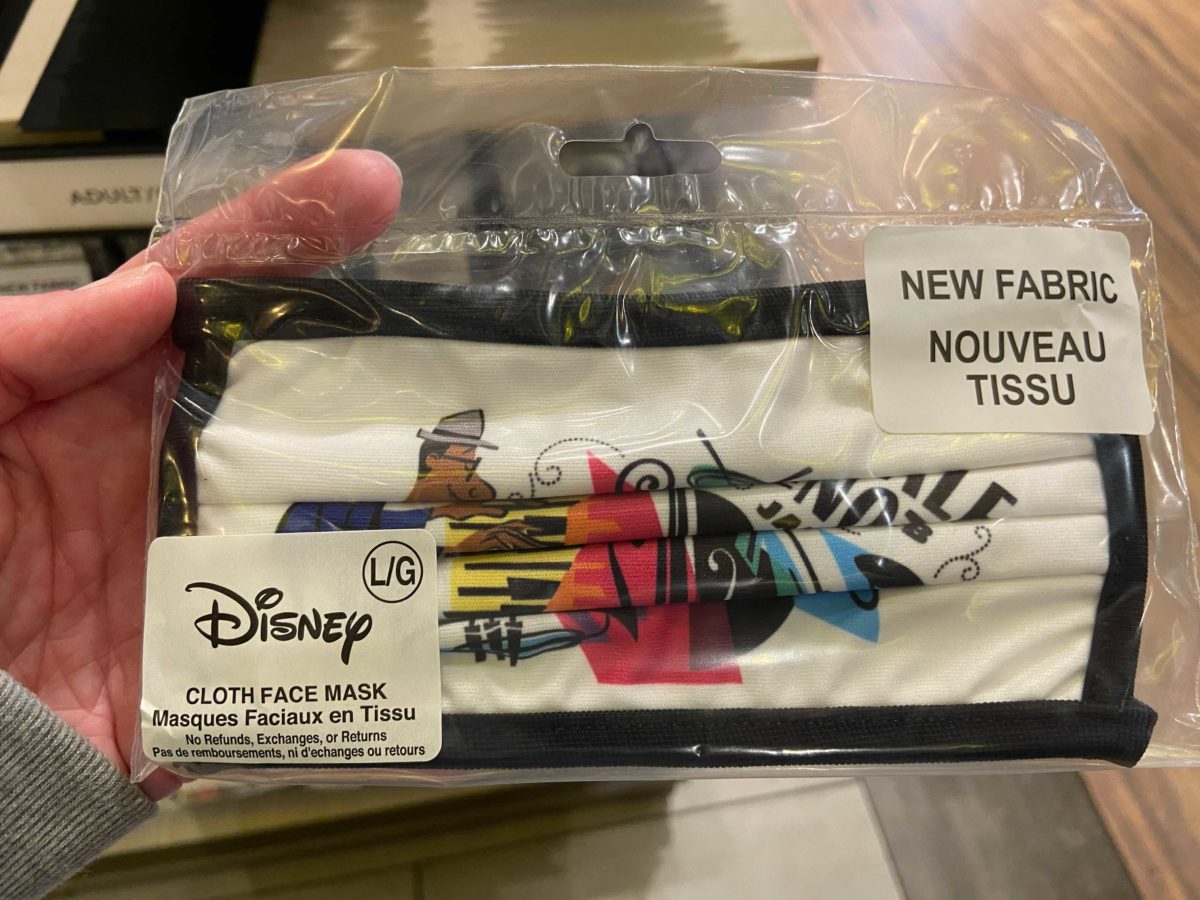 ADULT/
NEW FABRIC
NOUVEAU
TISSU
L/G
Disney
CLOTH FACE MASK
Masques Faciaux en Tissu
No Refunds, Exchanges, or Returns
Pas de remboursements, ni d'echanges ou retours